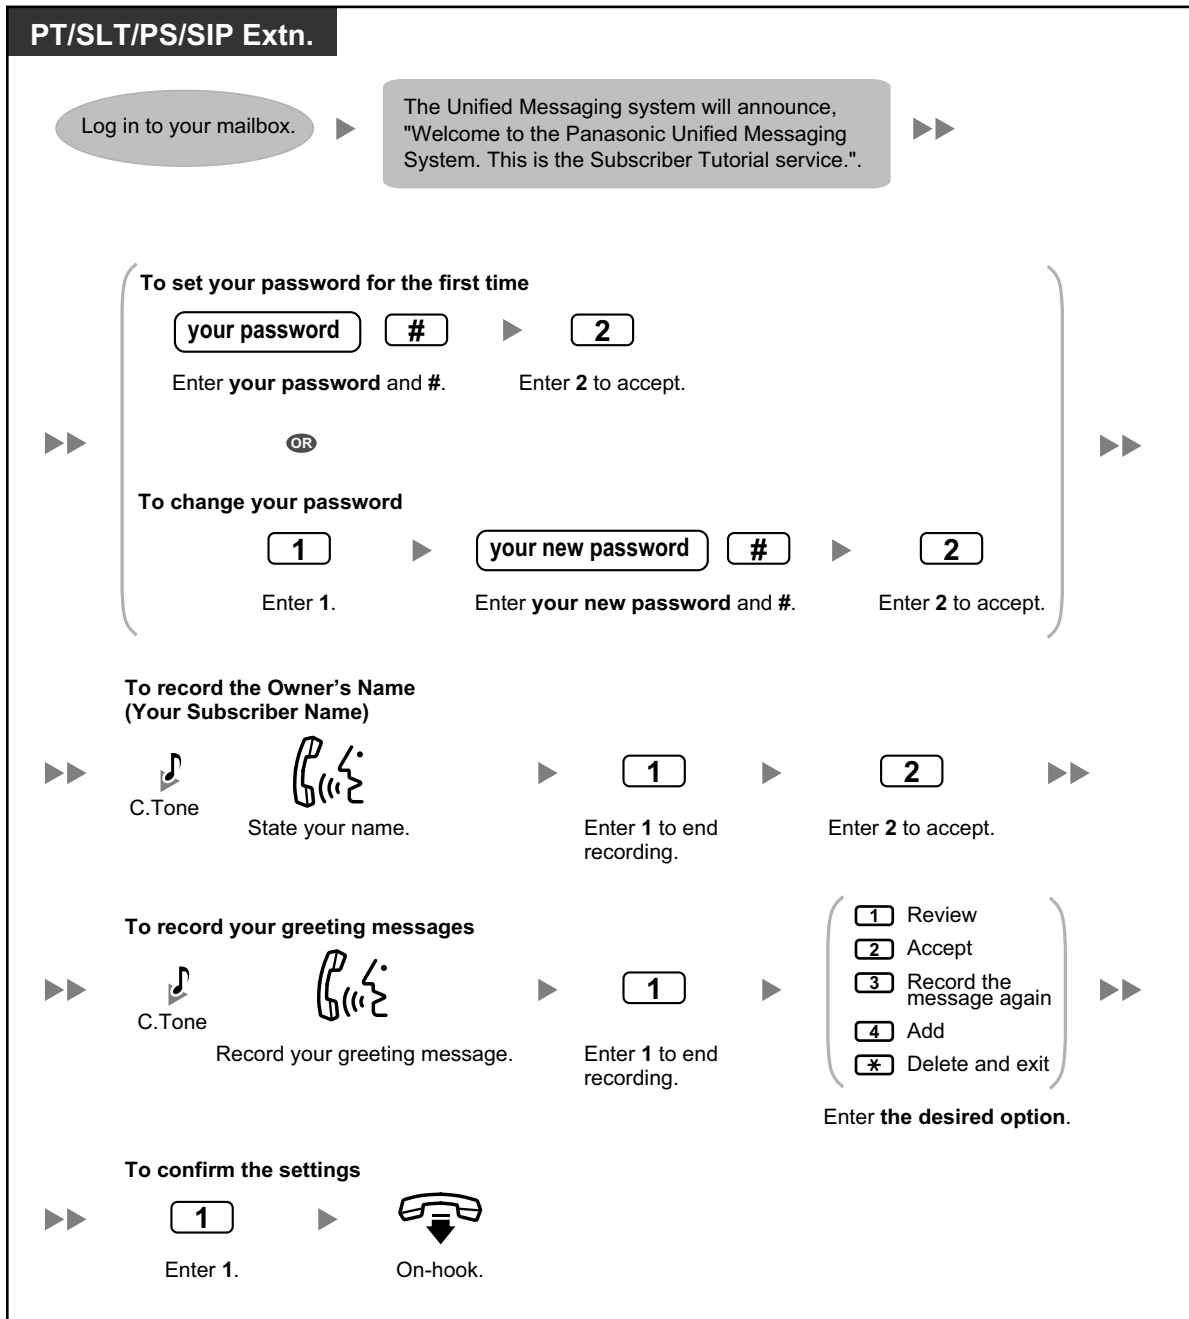 PT/SLT/PS/SIP Extn.
Log in to your mailbox.
The Unified Messaging system will announce,
"Welcome to the Panasonic Unified Messaging
System. This is the Subscriber Tutorial service.".
To set your password for the first time
your password # 2
Enter your password and #. Enter 2 to accept.
OR
To change your password
1 your new password # 2
Enter 1. Enter your new password and #. Enter 2 to accept.
To record the Owner's Name
(Your Subscriber Name)
1 2
C.Tone
State your name.
Enter 1 to end
recording.
Enter 2 to accept.
To record your greeting messages
1
C.Tone
Record your greeting message.
Enter 1 to end
recording.
1 Review
2 Accept
3 Record the
message again
4 Add
* Delete and exit
Enter the desired option.
To confirm the settings
1
Enter 1. On-hook.